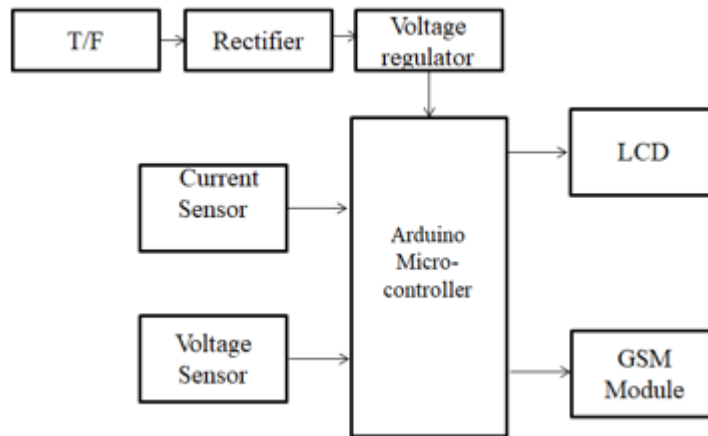 T/F
Rectifier
Voltage
regulator
Current
Sensor
Arduino
Micro-
controller
LCD
Voltage
Sensor
GSM
Module